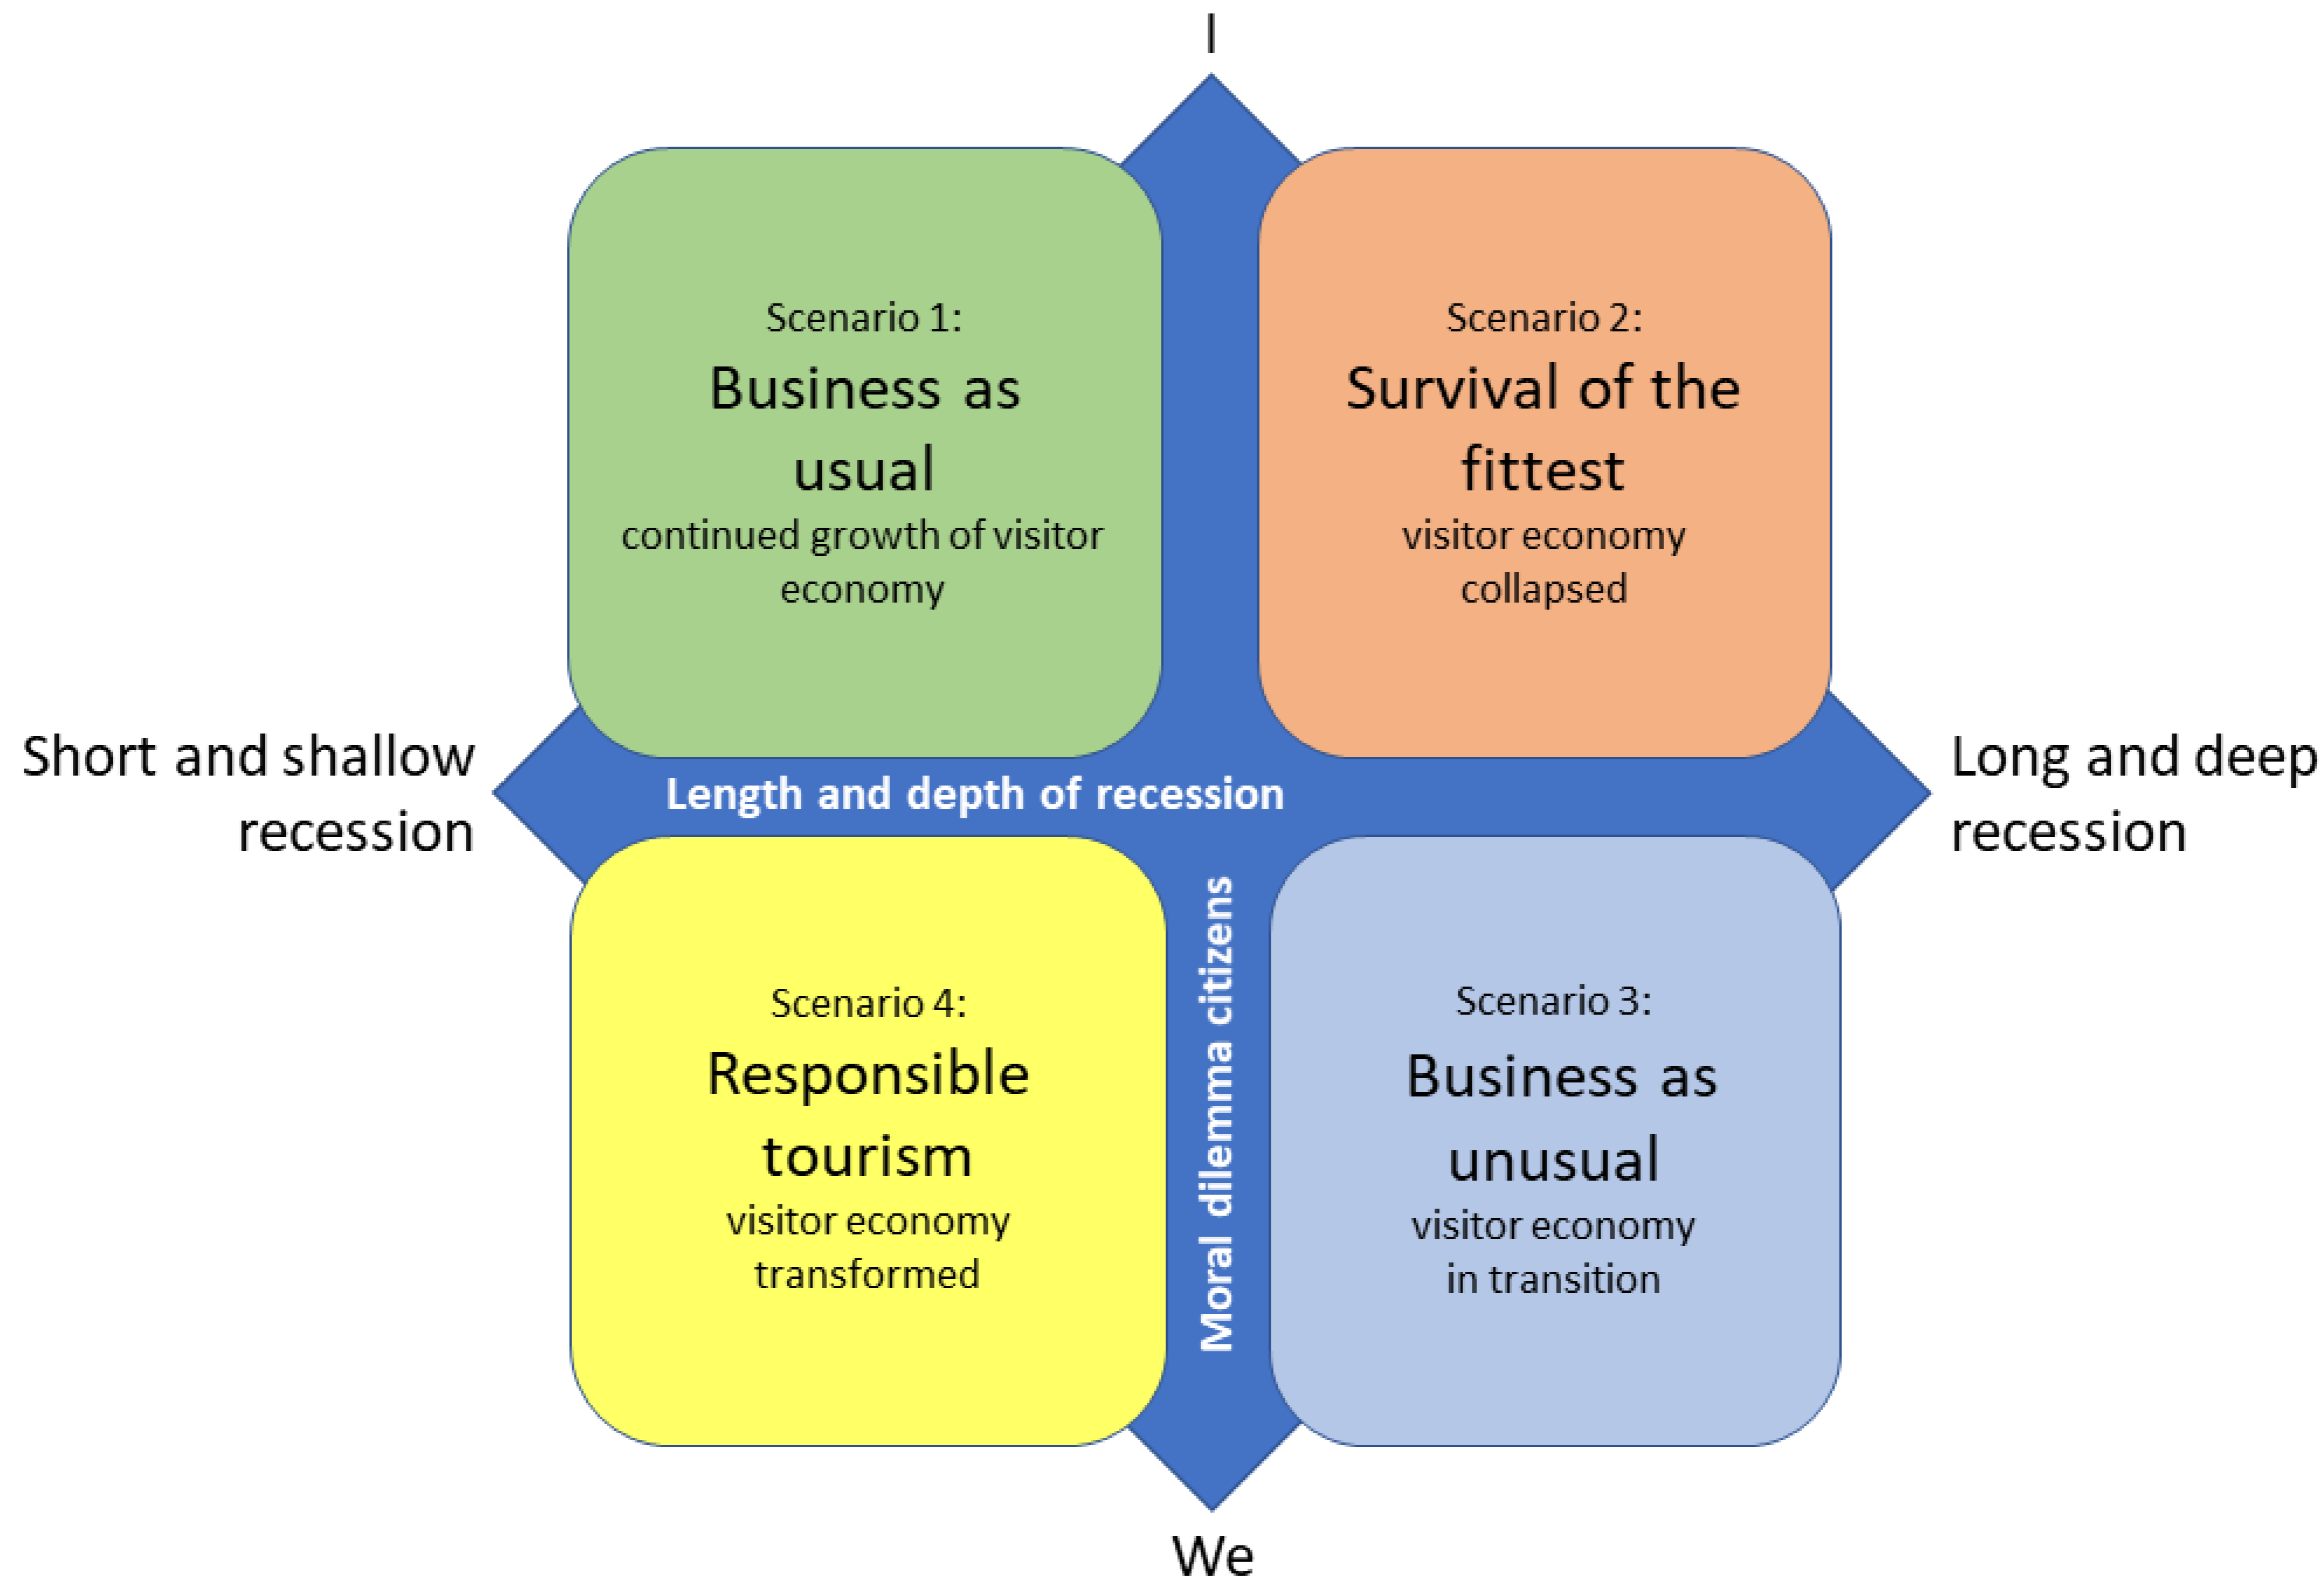 I
Scenario 1:
Business as
usual
continued growth of visitor
economy
Scenario 2:
Survival of the
fittest
visitor economy
collapsed
Short and shallow
recession
Length and depth of recession
Long and deep
recession
Scenario 4:
Responsible
tourism
visitor economy
transformed
Moral dilemma citizens
Scenario 3:
Business as
unusual
visitor economy
in transition
We